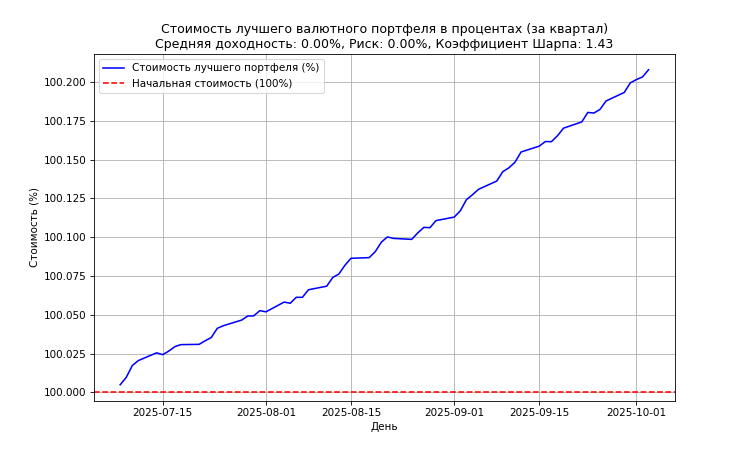 Стоимость лучшего валютного портфеля в процентах (за квартал)
Средняя доходность: 0.00%, Риск: 0.00%, Коэффициент Шарпа: 1.43
Стоимость лучшего портфеля (%)
Начальная стоимость (100%)
Стоимость (%)
100.200
100.175
100.150
100.125
100.100
100.075
100.050
100.025
100.000
2025-07-15
2025-08-01
2025-08-15
2025-09-01
2025-09-15
2025-10-01
День